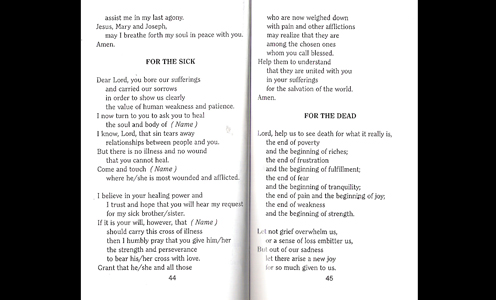 assist me in my last agony.
Jesus, Mary and Joseph,
may I breathe forth my soul in peace with you.
Amen.
FOR THE SICK
Dear Lord, you bore our sufferings
and carried our sorrows
in order to show us clearly
the value of human weakness and patience.
I now turn to you to ask you to heal
the soul and body of (Name)
I know, Lord, that sin tears away
relationships between people and you.
But there is no illness and no wound
that you cannot heal.
Come and touch (Name)
where he/she is most wounded and afflicted.
I believe in your healing power and
I trust and hope that you will hear my request
for my sick brother/sister.
If it is your will, however, that (Name)
should carry this cross of illness
then I humbly pray that you give him/her
the strength and perseverance
to bear his/her cross with love.
Grant that he/she and all those
44
who are now weighed down
with pain and other afflictions
may realize that they are
among the chosen ones
whom you call blessed.
Help them to understand
that they are united with you
in your sufferings
for the salvation of the world.
Amen.
FOR THE DEAD
Lord, help us to see death for what it really is,
the end of poverty
and the beginning of riches;
the end of frustration
and the beginning of fulfillment;
the end of fear
and the beginning of tranquility;
the end of pain and the beginning of joy;
the end of weakness
and the beginning of strength.
Let not grief overwhelm us,
or a sense of loss embitter us,
But out of our sadness
let there arise a new joy
for so much given to us.
45